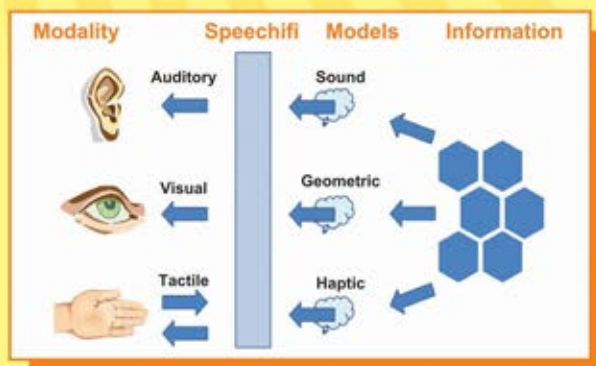 Modality Speechifi Models Information
Auditory Sound
Visual Geometric
Tactile Haptic